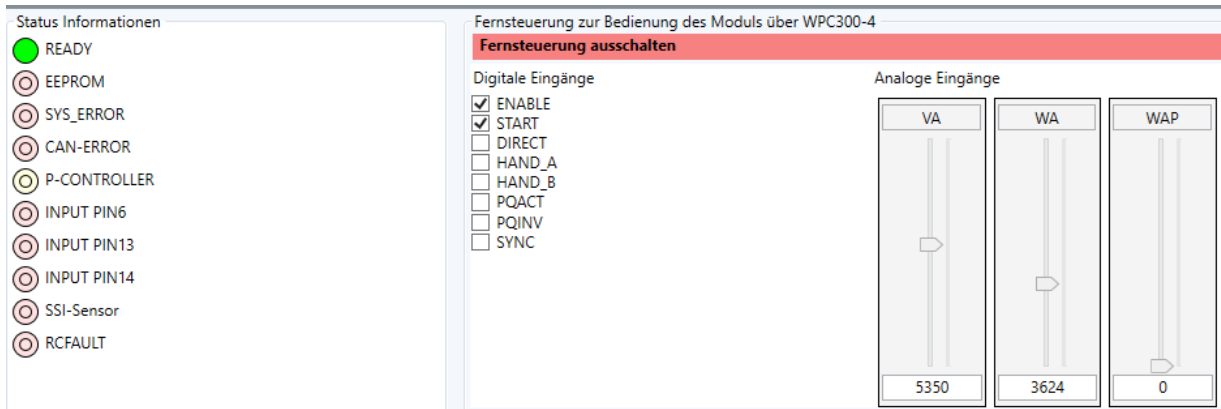 Status Informationen
READY
EEPROM
SYS_ERROR
CAN-ERROR
P-CONTROLLER
INPUT PIN6
INPUT PIN13
INPUT PIN14
SSI-Sensor
RCFAULT
Fernsteuerung zur Bedienung des Moduls über WPC300-4
Fernsteuerung ausschalten
Digitale Eingänge
ENABLE
START
DIRECT
HAND_A
HAND_B
PQACT
PQINV
SYNC
Analoge Eingänge
VA WA WAP
5350 3624 0